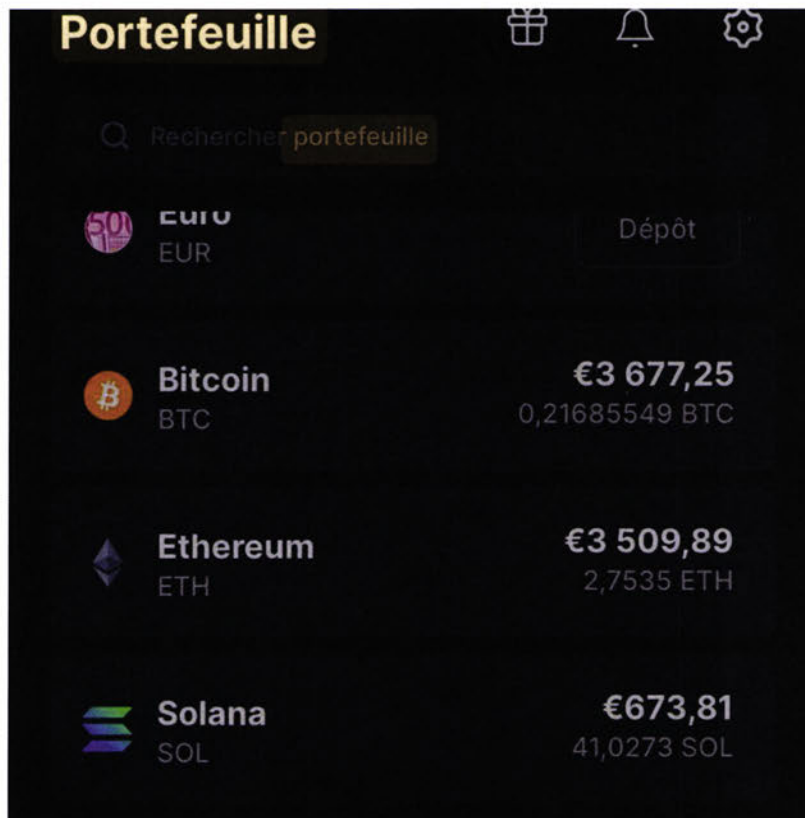 Portefeuille
Rechercher portefeuille
Euro
EUR
Dépôt
Bitcoin
€3 677,25
BTC
0,21685549 BTC
Ethereum
€3 509,89
ETH
2,7535 ETH
Solana
€673,81
SOL
41,0273 SOL